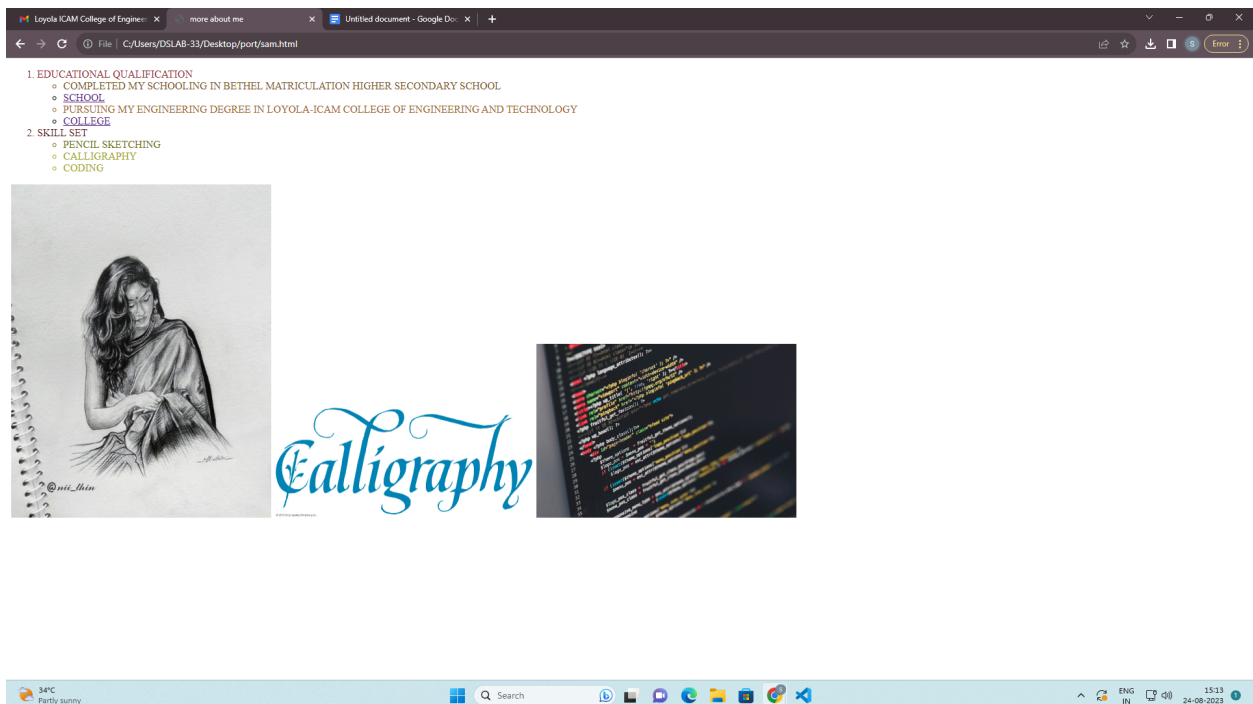 Loyola ICAM College of Enginee
more about me
Untitled document - Google Doc
File
C:/Users/DSLAB-33/Desktop/port/sam.html
S
Error
1. EDUCATIONAL QUALIFICATION
COMPLETED MY SCHOOLING IN BETHEL MATRICULATION HIGHER SECONDARY SCHOOL
SCHOOL
PURSUING MY ENGINEERING DEGREE IN LOYOLA-ICAM COLLEGE OF ENGINEERING AND TECHNOLOGY
COLLEGE
2. SKILL SET
PENCIL SKETCHING
CALLIGRAPHY
CODING
@nii_thin
Calligraphy
34°C
Partly sunny
Search
ENG
IN
15:13
24-08-2023
1